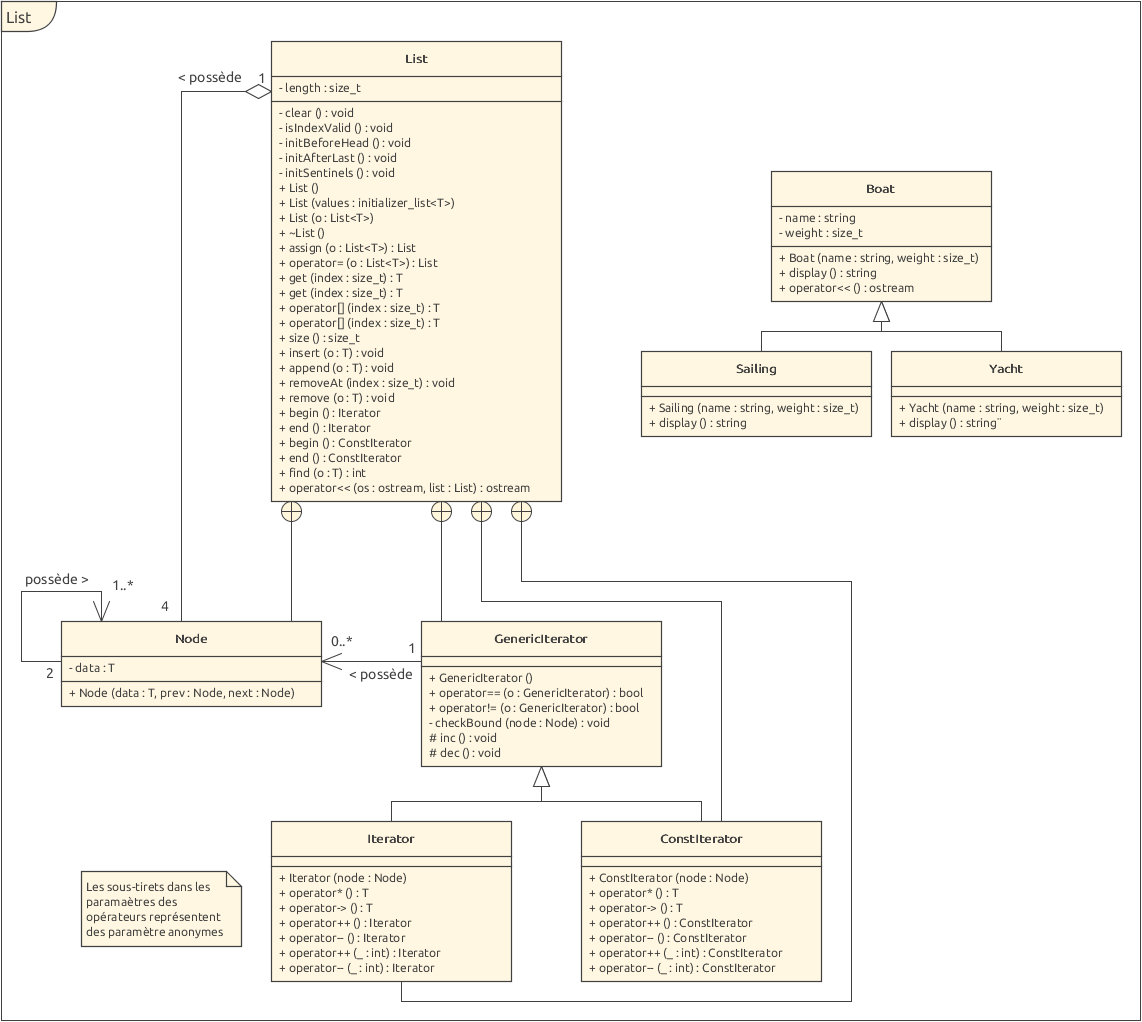 List
List
- length : size_t
- clear () : void
- isIndexValid () : void
- initBeforeHead () : void
- initAfterLast () : void
- initSentinels () : void
+ List ()
+ List (values : initializer_list<T>)
+ List (o : List<T>)
+ ~List ()
+ assign (o : List<T>) : List
+ operator= (o : List<T>) : List
+ get (index : size_t) : T
+ get (index : size_t) : T
+ operator[] (index : size_t) : T
+ operator[] (index : size_t) : T
+ size () : size_t
+ insert (o : T) : void
+ append (o : T) : void
+ removeAt (index : size_t) : void
+ remove (o : T) : void
+ begin () : Iterator
+ end () : Iterator
+ begin () : ConstIterator
+ end () : ConstIterator
+ find (o : T) : int
+ operator<< (os : ostream, list : List) : ostream
< possède
1
4
Boat
- name : string
- weight : size_t
+ Boat (name : string, weight : size_t)
+ display () : string
+ operator<< () : ostream
Sailing
+ Sailing (name : string, weight : size_t)
+ display () : string
Yacht
+ Yacht (name : string, weight : size_t)
+ display () : string¨
possède >
1..*
2
Node
- data : T
+ Node (data : T, prev : Node, next : Node)
0..*
1
< possède
GenericIterator
+ GenericIterator ()
+ operator== (o : GenericIterator) : bool
+ operator!= (o : GenericIterator) : bool
- checkBound (node : Node) : void
# inc () : void
# dec () : void
Iterator
+ Iterator (node : Node)
+ operator* () : T
+ operator-> () : T
+ operator++ () : Iterator
+ operator-- () : Iterator
+ operator++ (_ : int) : Iterator
+ operator-- (_ : int) : Iterator
ConstIterator
+ ConstIterator (node : Node)
+ operator* () : T
+ operator-> () : T
+ operator++ () : ConstIterator
+ operator-- () : ConstIterator
+ operator++ (_ : int) : ConstIterator
+ operator-- (_ : int) : ConstIterator
Les sous-tirets dans les
paramaètres des
opérateurs représentent
des paramètre anonymes